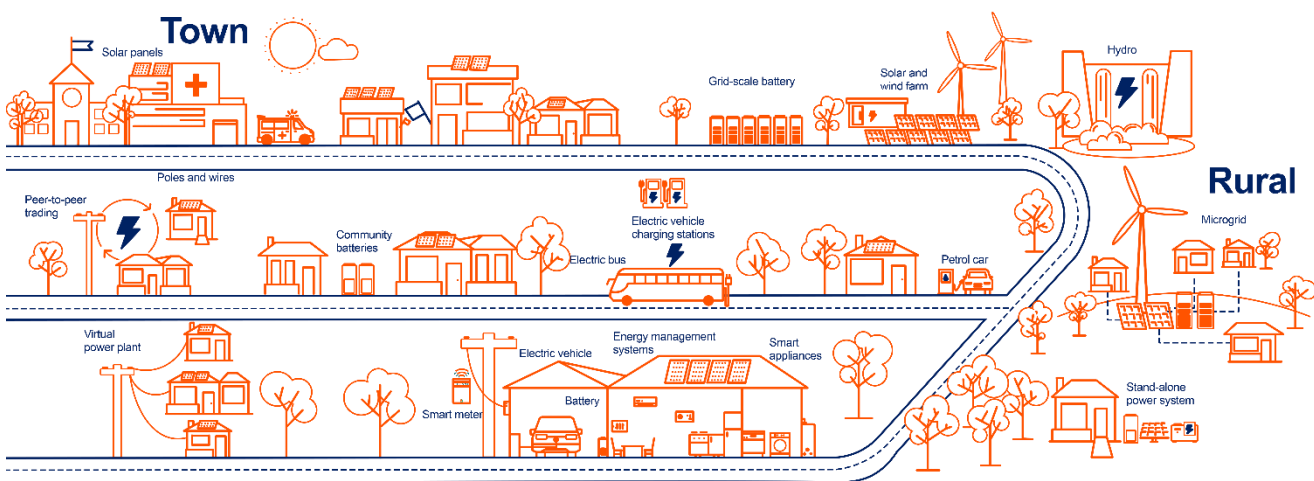 Town
Solar panels
Grid-scale battery
Solar and
wind farm
Hydro
Rural
Poles and wires
Peer-to-peer
trading
Community
batteries
Electric bus
Electric vehicle
charging stations
Petrol car
Microgrid
Virtual
power plant
Smart meter
Electric vehicle
Battery
Energy management
systems
Smart
appliances
Stand-alone
power system